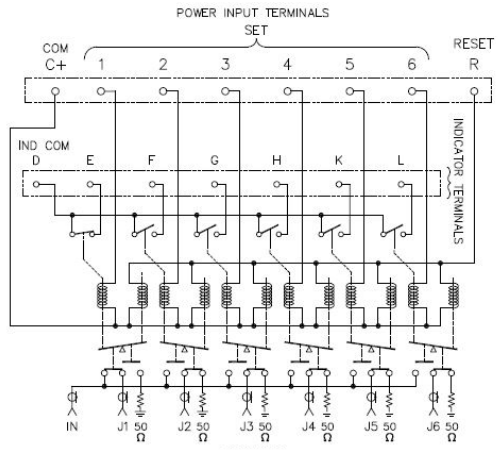 POWER INPUT TERMINALS
SET
COM
C+ 1 2 3 4 5 6
RESET
R
IND COM
D E F G H K L
INDICATOR TERMINALS
IN J1 50 Ω J2 50 Ω J3 50 Ω J4 50 Ω J5 50 Ω J6 50 Ω